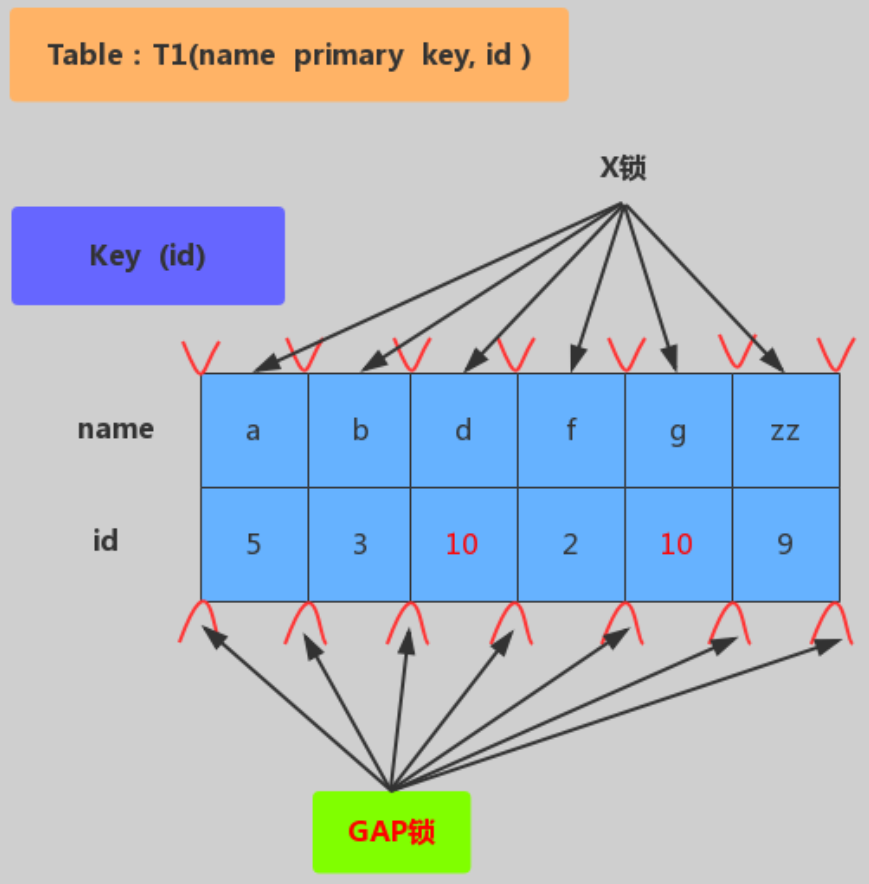 Table : T1(name primary key, id )
X锁
Key (id)
name a b d f g zz
id 5 3 10 2 10 9
GAP锁